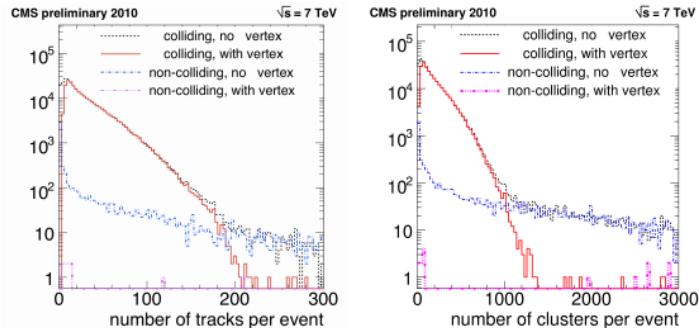 CMS preliminary 2010 √s = 7 TeV
colliding, no vertex
colliding, with vertex
non-colliding, no vertex
non-colliding, with vertex
10⁵
10⁴
10³
10²
10
1
0 100 200 300
number of tracks per event
CMS preliminary 2010 √s = 7 TeV
colliding, no vertex
colliding, with vertex
non-colliding, no vertex
non-colliding, with vertex
10⁵
10⁴
10³
10²
10
1
0 1000 2000 3000
number of clusters per event